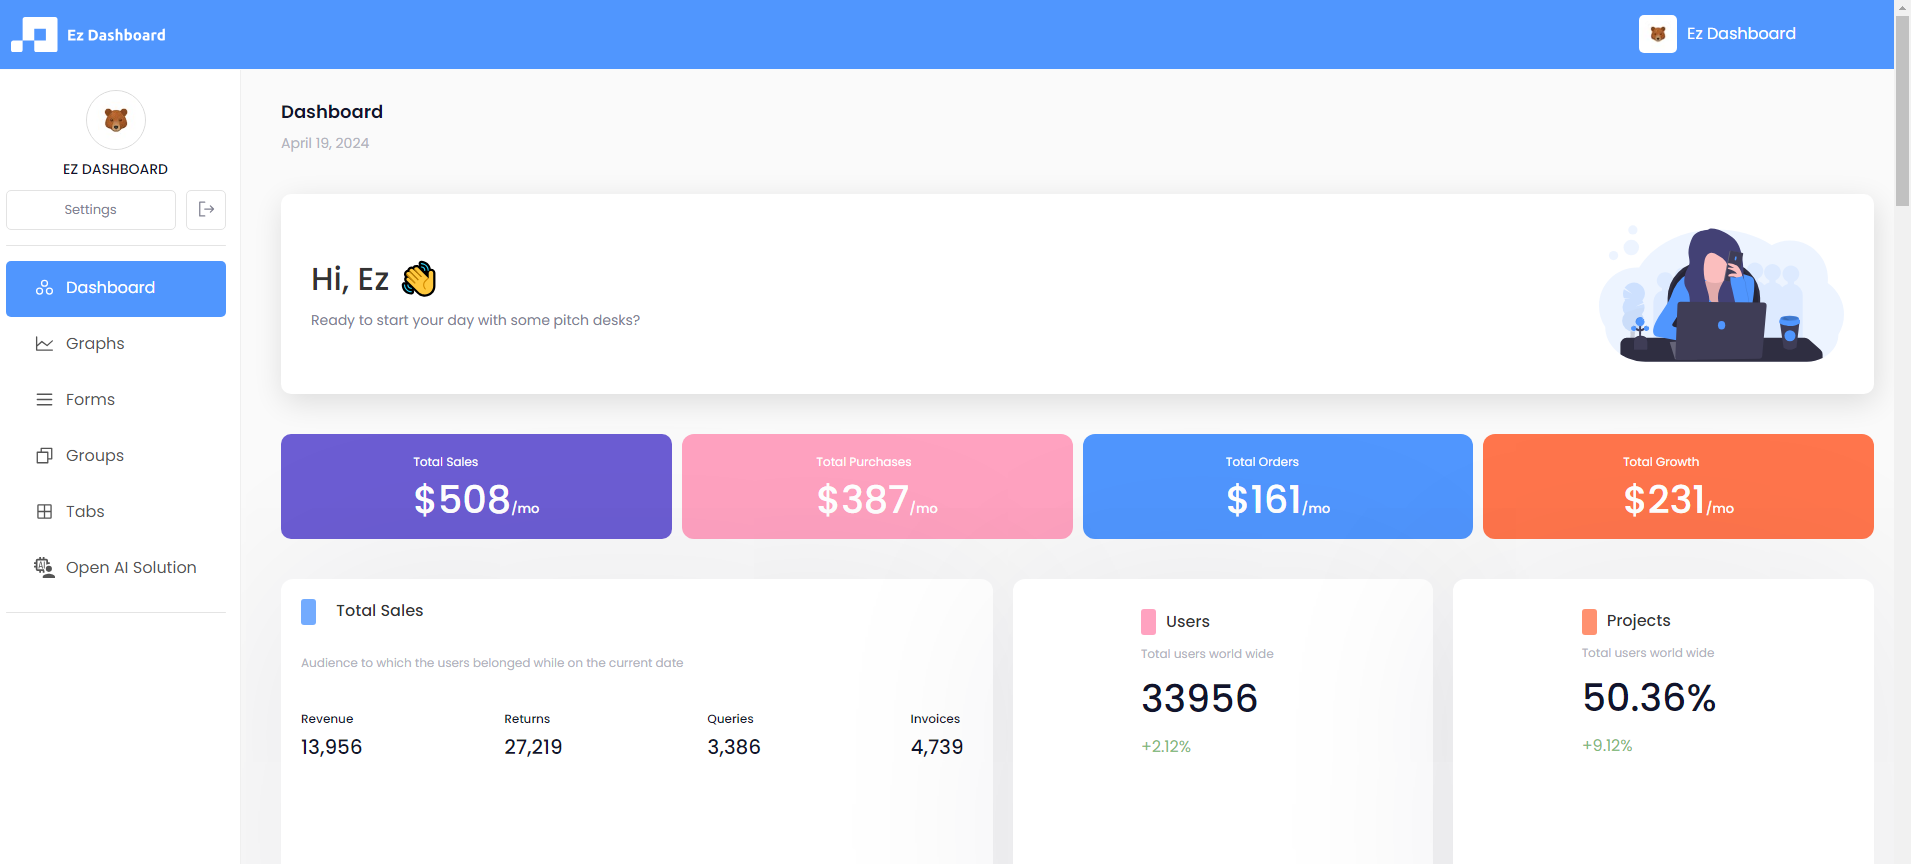 Ez Dashboard
Ez Dashboard
EZ DASHBOARD
Settings
Dashboard
Graphs
Forms
Groups
Tabs
AI
Open AI Solution
Dashboard
April 19, 2024
Hi, Ez 👋
Ready to start your day with some pitch desks?
Total Sales
$508/mo
Total Purchases
$387/mo
Total Orders
$161/mo
Total Growth
$231/mo
Total Sales
Audience to which the users belonged while on the current date
Revenue
13,956
Returns
27,219
Queries
3,386
Invoices
4,739
Users
Total users world wide
33956
+2.12%
Projects
Total users world wide
50.36%
+9.12%